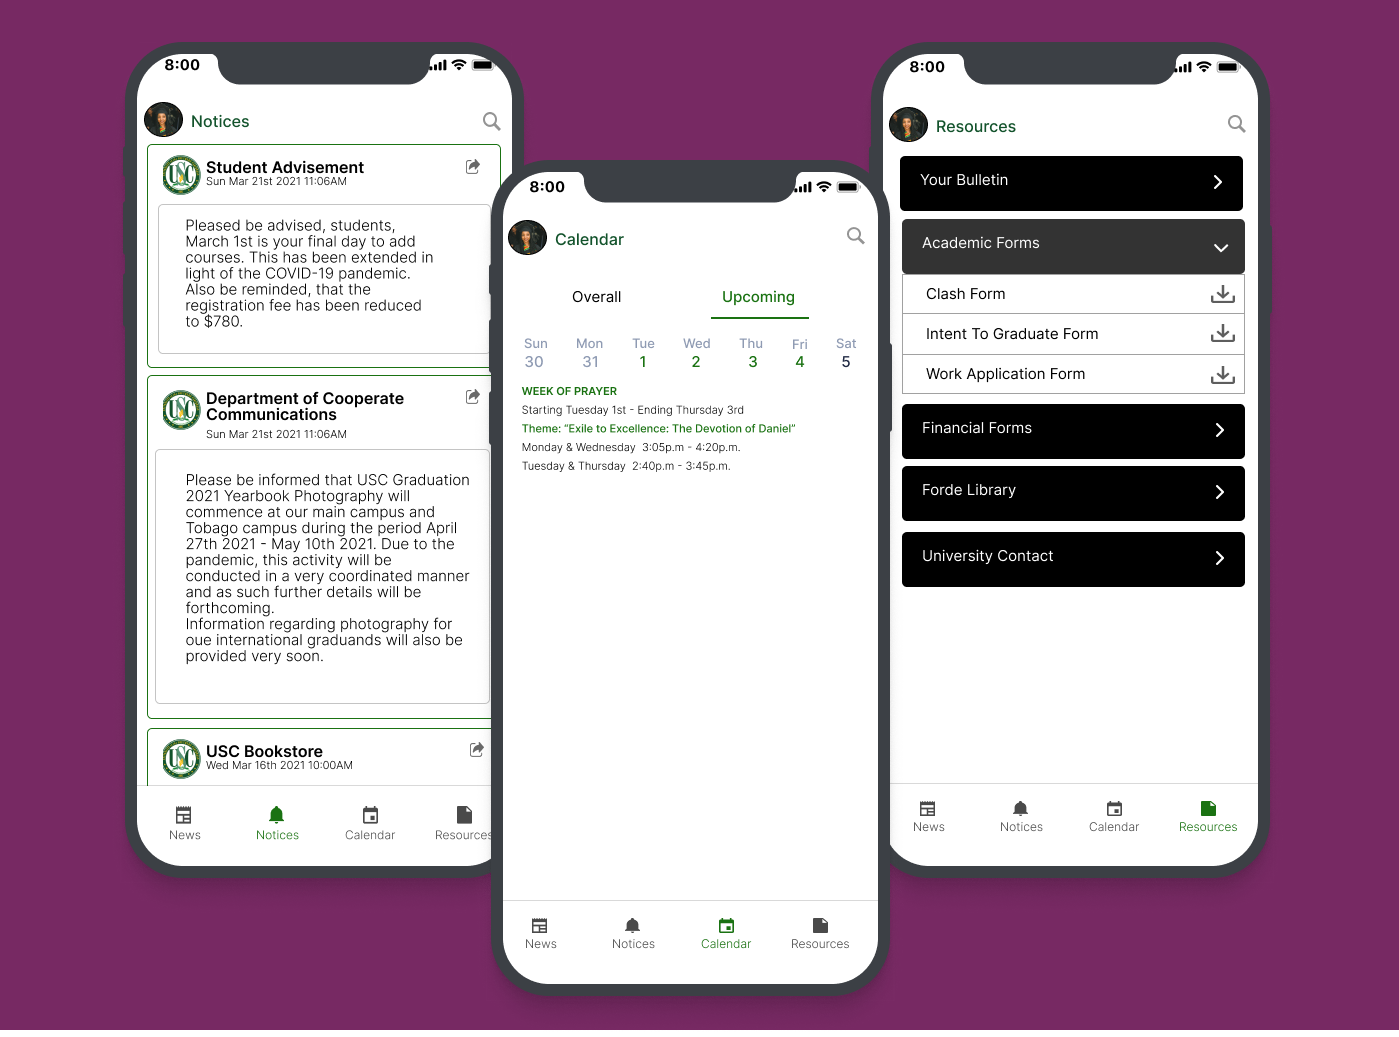 8:00
Notices
USC
Student Advisement
Sun Mar 21st 2021 11:06AM
Pleased be advised, students,
March 1st is your final day to add
courses. This has been extended in
light of the COVID-19 pandemic.
Also be reminded, that the
registration fee has been reduced
to $780.
USC
Department of Cooperate
Communications
Sun Mar 21st 2021 11:06AM
Please be informed that USC Graduation
2021 Yearbook Photography will
commence at our main campus and
Tobago campus during the period April
27th 2021 - May 10th 2021. Due to the
pandemic, this activity will be
conducted in a very coordinated manner
and as such further details will be
forthcoming.
Information regarding photography for
oue international graduands will also be
provided very soon.
USC
USC Bookstore
Wed Mar 16th 2021 10:00AM
News Notices Calendar Resources
8:00
Calendar
Overall Upcoming
Sun Mon Tue Wed Thu Fri Sat
30 31 1 2 3 4 5
WEEK OF PRAYER
Starting Tuesday 1st - Ending Thursday 3rd
Theme: “Exile to Excellence: The Devotion of Daniel”
Monday & Wednesday 3:05p.m - 4:20p.m.
Tuesday & Thursday 2:40p.m - 3:45p.m.
News Notices Calendar Resources
8:00
Resources
Your Bulletin
Academic Forms
Clash Form
Intent To Graduate Form
Work Application Form
Financial Forms
Forde Library
University Contact
News Notices Calendar Resources